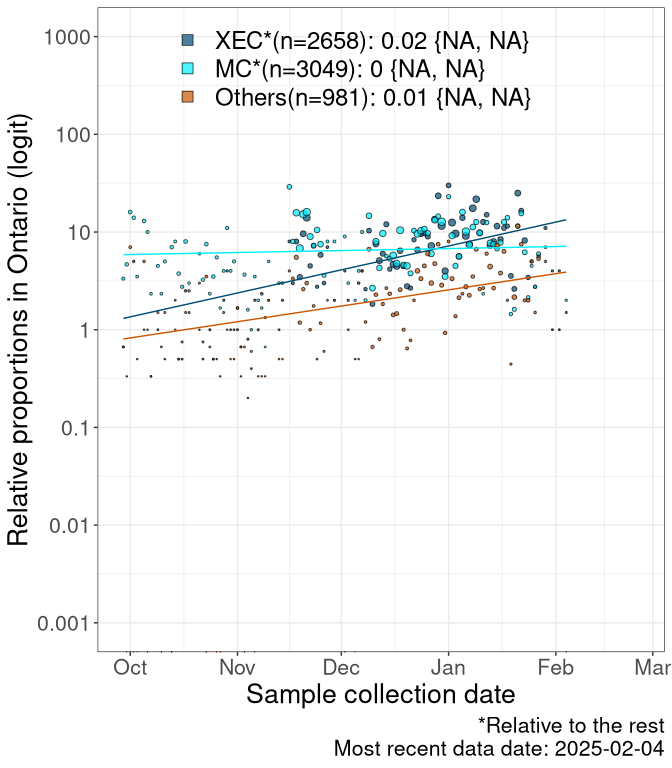 XEC*(n=2658): 0.02 {NA, NA}
MC*(n=3049): 0 {NA, NA}
Others(n=981): 0.01 {NA, NA}
Relative proportions in Ontario (logit)
1000
100
10
1
0.1
0.01
0.001
Oct Nov Dec Jan Feb Mar
Sample collection date
*Relative to the rest
Most recent data date: 2025-02-04